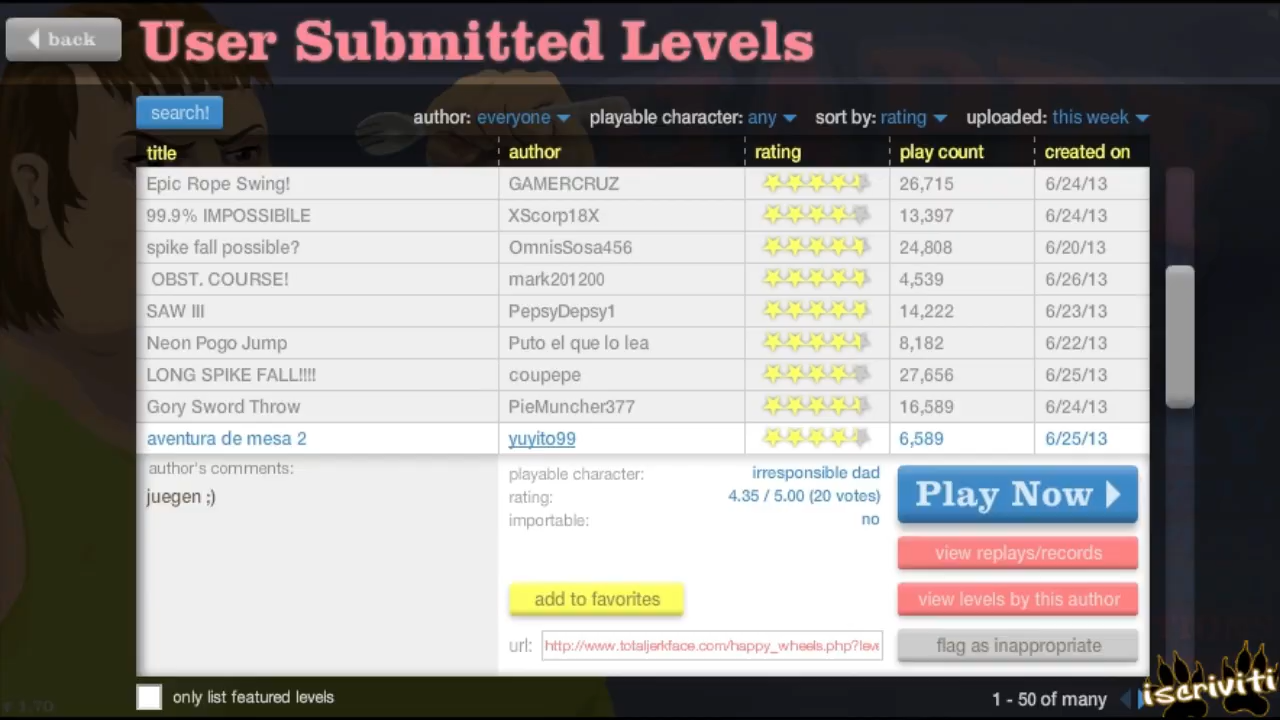 back
User Submitted Levels
search!
author: everyone playable character: any sort by: rating uploaded: this week
title author rating play count created on
Epic Rope Swing! GAMERCRUZ 26,715 6/24/13
99.9% IMPOSSIBILE XScorp18X 13,397 6/24/13
spike fall possible? OmnisSosa456 24,808 6/20/13
OBST. COURSE! mark201200 4,539 6/26/13
SAW III PepsyDepsy1 14,222 6/23/13
Neon Pogo Jump Puto el que lo lea 8,182 6/22/13
LONG SPIKE FALL!!!! coupepe 27,656 6/25/13
Gory Sword Throw PieMuncher377 16,589 6/24/13
aventura de mesa 2 yuyito99 6,589 6/25/13
author's comments:
juegen ;)
playable character: irresponsible dad
rating: 4.35 / 5.00 (20 votes)
importable: no
Play Now
view replays/records
add to favorites
view levels by this author
url: http://www.totaljerkface.com/happy_wheels.php?leve
flag as inappropriate
only list featured levels
1 - 50 of many
iscriviti
v 1.70